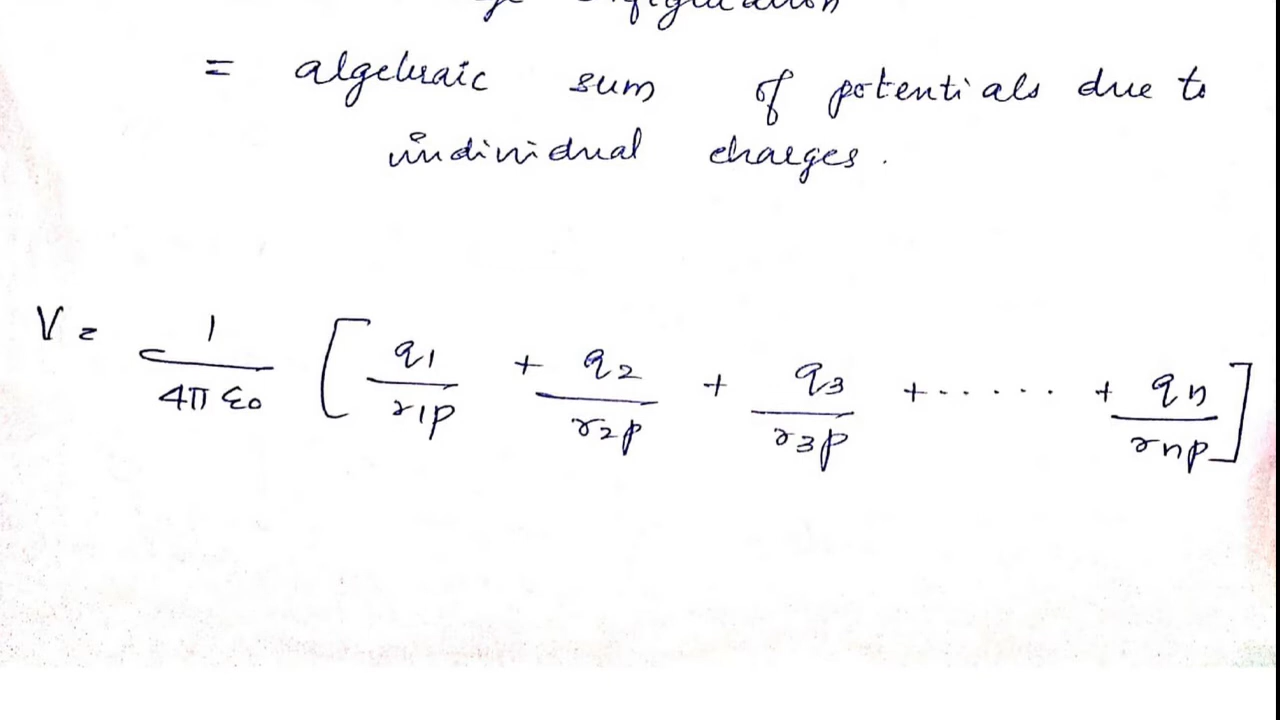 = algebraic sum of potentials due to
individual charges.
V = 1/4πε0 [ q1/r1p + q2/r2p + q3/r3p + ..... + qn/rnp ]